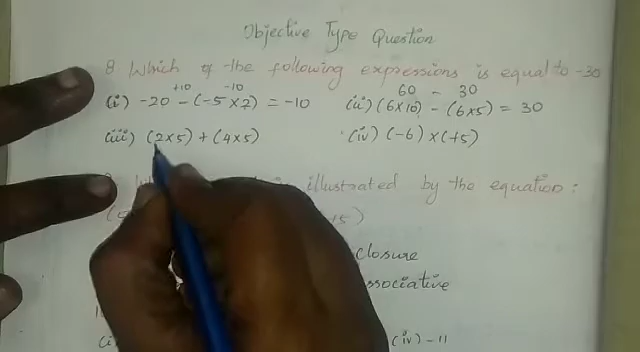 Objective Type Question
8 Which of the following expressions is equal to -30
+10 -10 60 - 30
(i) -20 - (-5 x 2) = -10 (ii) (6x10) - (6x5) = 30
(iii) (2x5) + (4x5) (iv) (-6) x (+5)
illustrated by the equation:
+5)
closure
associative
(iv) -11